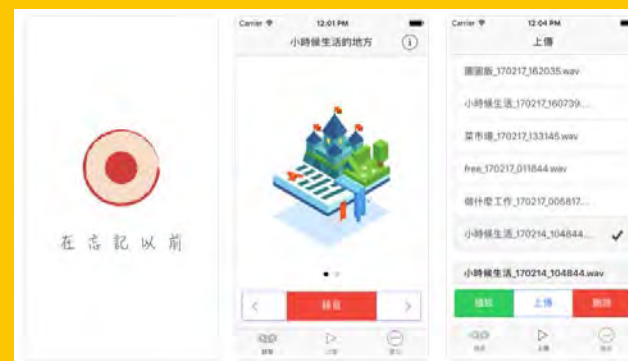 在忘記以前
Carrier 12:01 PM
小時候生活的地方
錄音
Carrier 12:04 PM
上傳
圖圖版_170217_162035.wav
小時候生活_170217_160739...
菜市場_170217_133145.wav
free_170217_011844.wav
做什麼工作_170217_005817...
小時候生活_170214_104844...
小時候生活_170214_104844.wav
播放 上傳 刪除